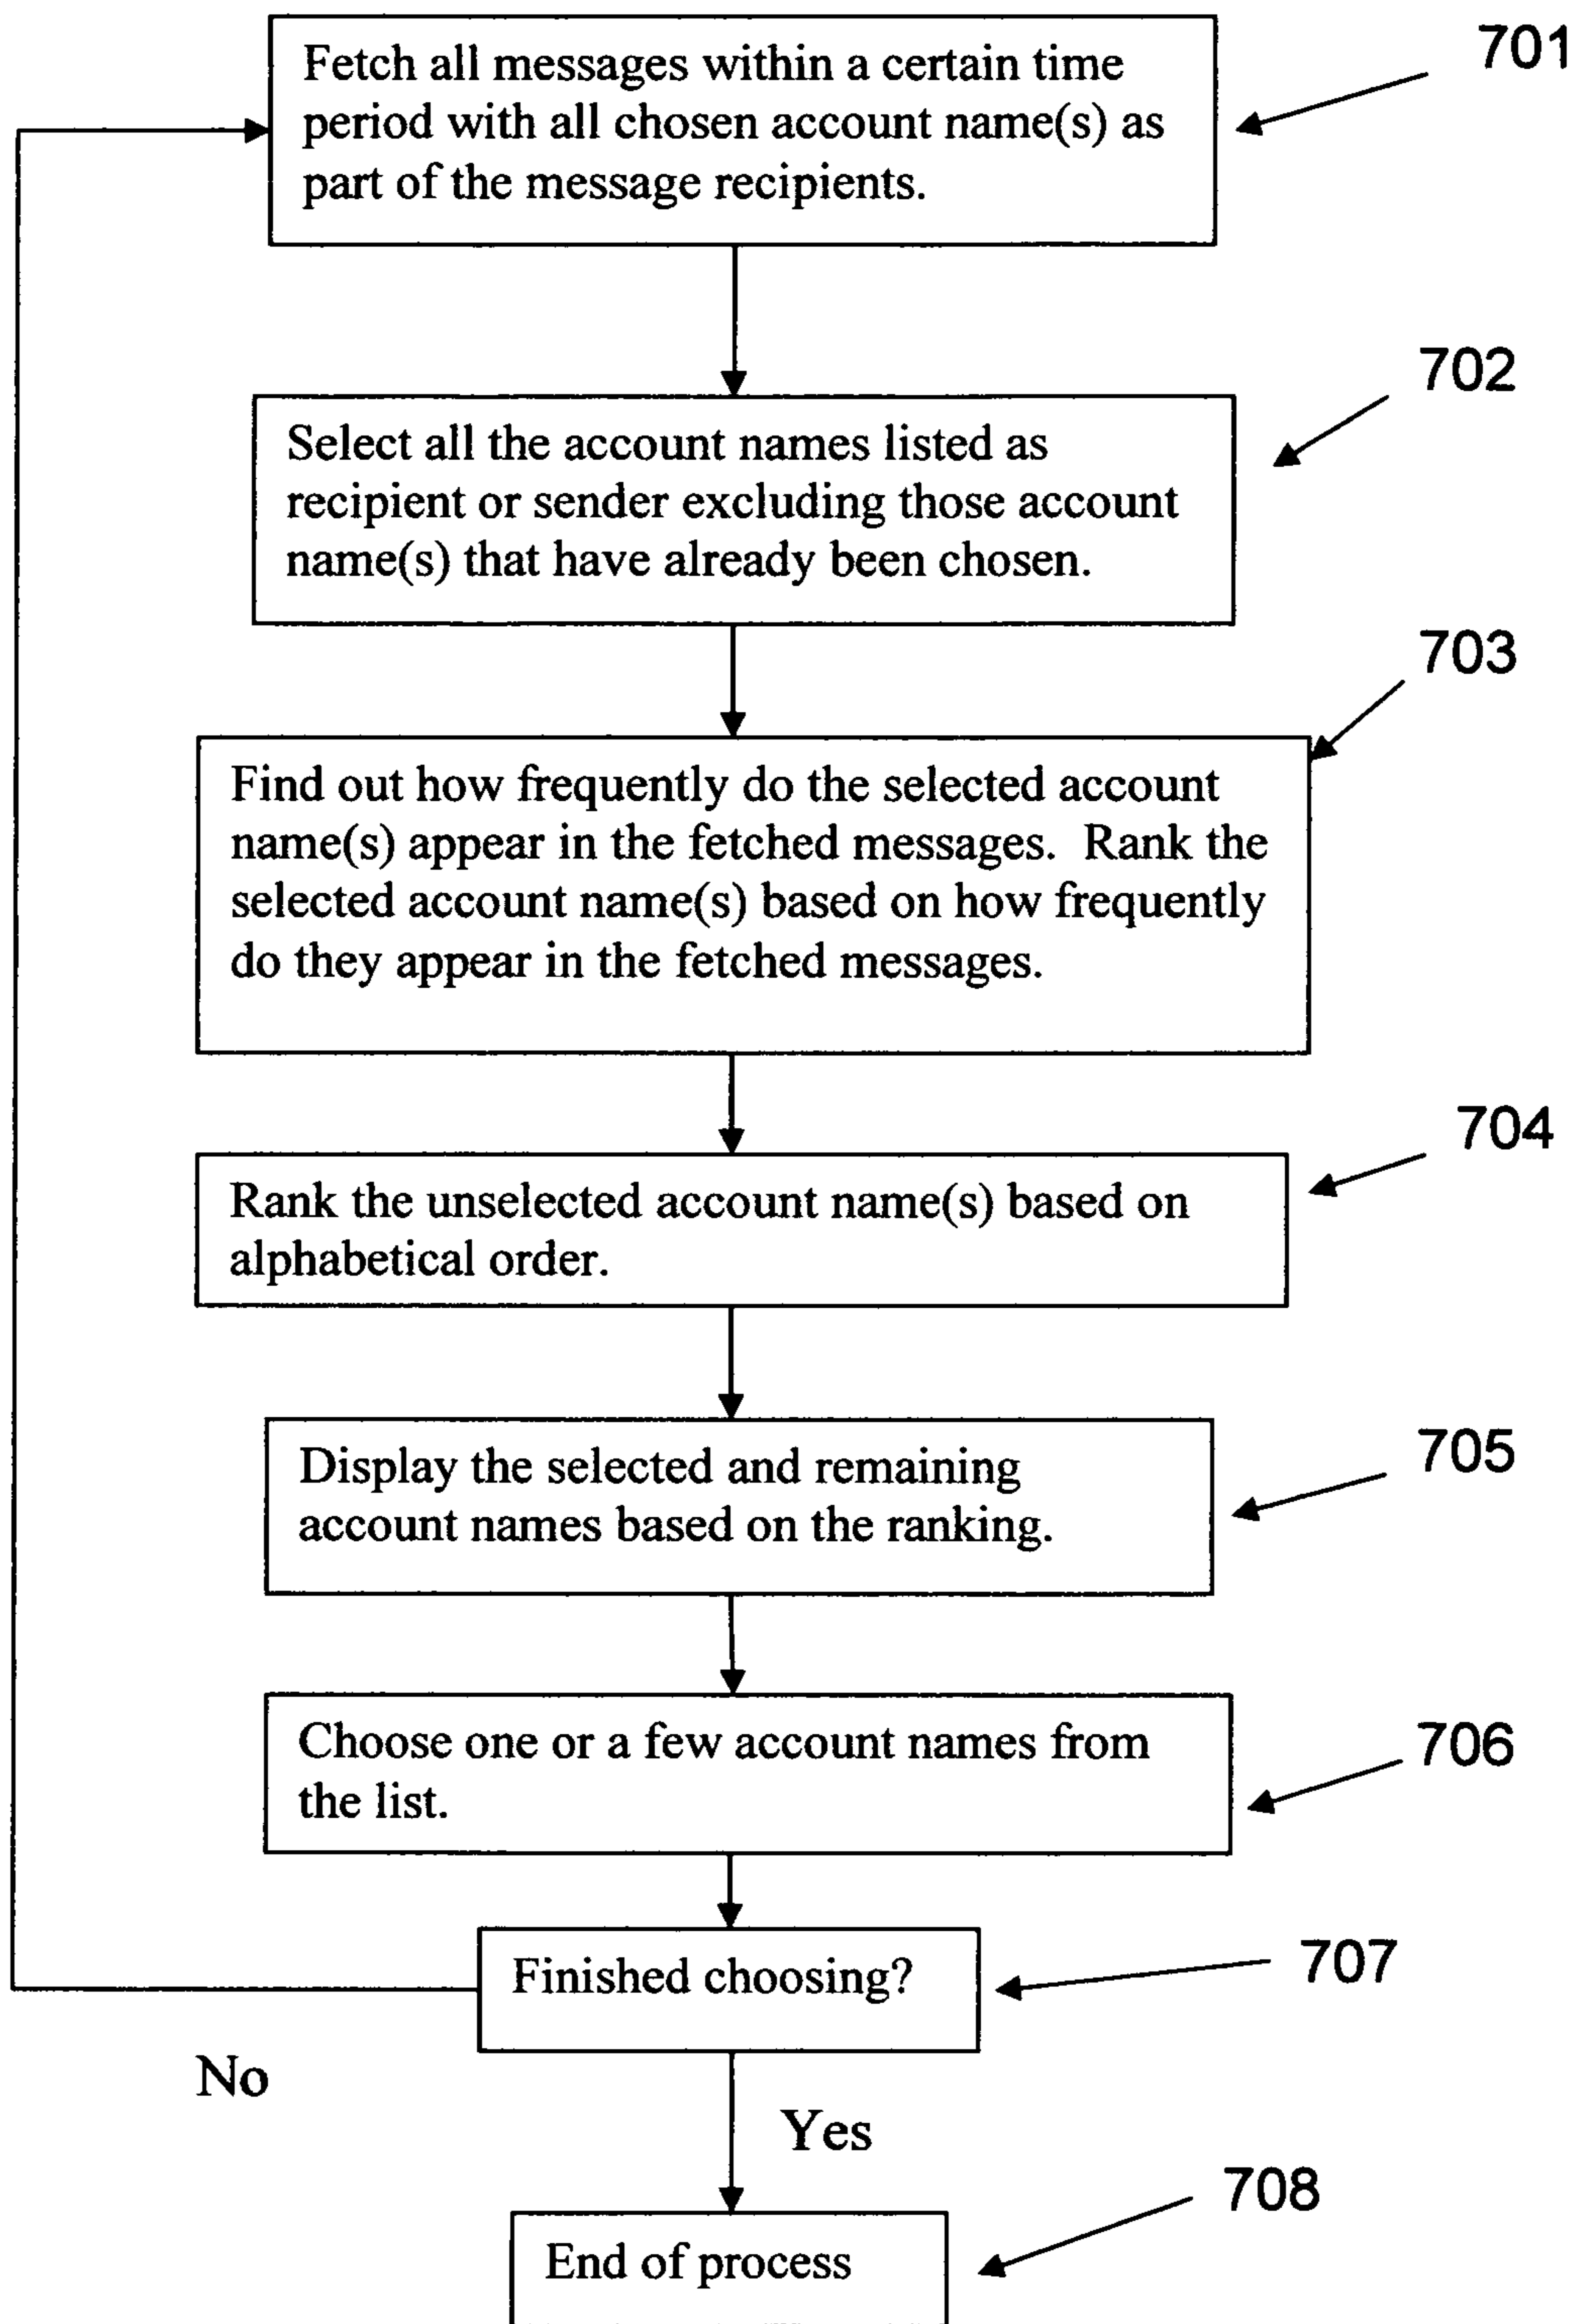 701
Fetch all messages within a certain time
period with all chosen account name(s) as
part of the message recipients.
702
Select all the account names listed as
recipient or sender excluding those account
name(s) that have already been chosen.
703
Find out how frequently do the selected account
name(s) appear in the fetched messages.  Rank the
selected account name(s) based on how frequently
do they appear in the fetched messages.
704
Rank the unselected account name(s) based on
alphabetical order.
705
Display the selected and remaining
account names based on the ranking.
706
Choose one or a few account names from
the list.
707
Finished choosing?
No
Yes
708
End of process